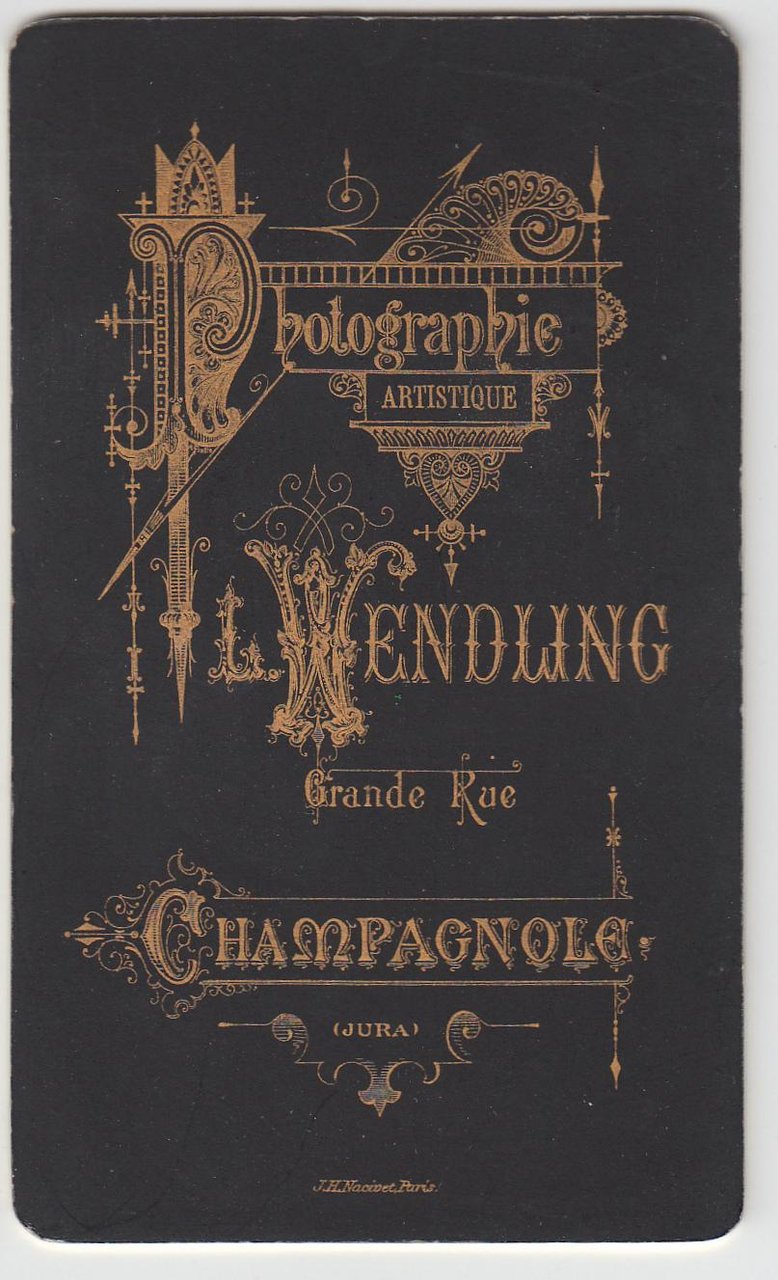 Photographie
ARTISTIQUE
L. WENDLING
Grande Rue
CHAMPAGNOLE.
(JURA)
J.H. Nacivet, Paris.